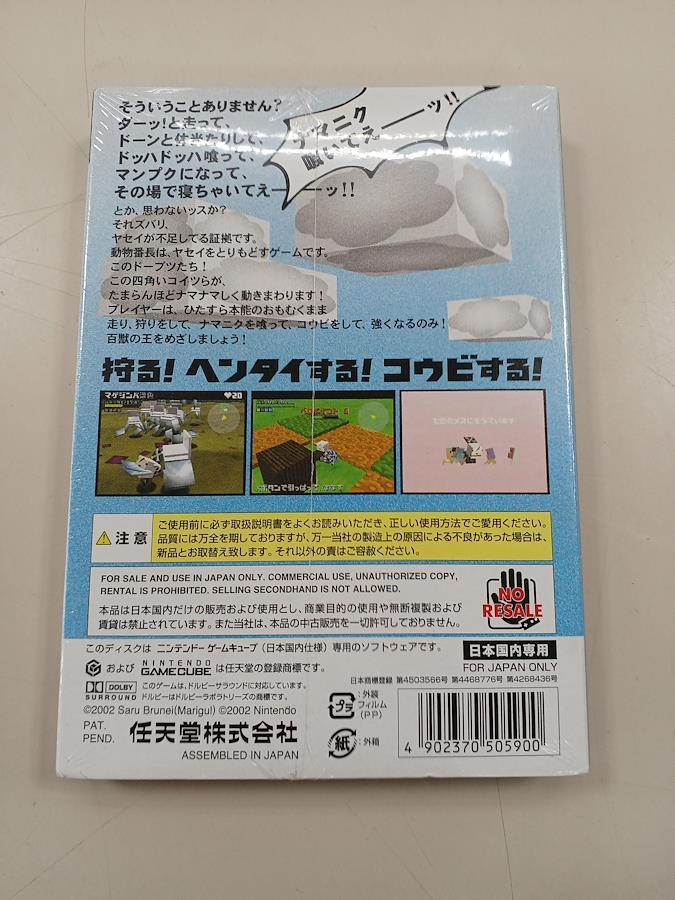 そういうことありません?
ダーッ!と走って、
ドーンと体当たりして、
ドッハドッハ喰って、
マンプクになって、
その場で寝ちゃいてえ――ッ!!
ナマニク
喰いてえ――ッ!!
とか、思わないッスか?
それズバリ、
ヤセイが不足してる証拠です。
動物番長は、ヤセイをとりもどすゲームです。
このドーブツたち!
この四角いコイツらが、
たまらんほどナマナマしく動きまわります!
プレイヤーは、ひたすら本能のおもむくまま
走り、狩りをして、ナマニクを喰って、コウビをして、強くなるのみ!
百獣の王をめざしましょう!
狩る! ヘンタイする! コウビする!
♥20
注意
ご使用前に必ず取扱説明書をよくお読みいただき、正しい使用方法でご愛用ください。
品質には万全を期しておりますが、万一当社の製造上の原因による不良があった場合は、
新品とお取替え致します。それ以外の責はご容赦ください。
FOR SALE AND USE IN JAPAN ONLY. COMMERCIAL USE, UNAUTHORIZED COPY,
RENTAL IS PROHIBITED. SELLING SECONDHAND IS NOT ALLOWED.
本品は日本国内だけの販売および使用とし、商業目的の使用や無断複製および
賃貸は禁止されています。また当社は、本品の中古販売を一切許可しておりません。
NO
RESALE
このディスクは ニンテンドー ゲームキューブ (日本国内仕様) 専用のソフトウェアです。
日本国内専用
および NINTENDO GAMECUBE は任天堂の登録商標です。
FOR JAPAN ONLY
日本商標登録 第4503566号 第4468776号 第4268436号
DOLBY
SURROUND
このゲームは、ドルビーサラウンドに対応しています。
ドルビーはドルビーラボラトリーズの商標です。
©2002 Saru Brunei(Marigul) ©2002 Nintendo
PAT.
PEND.
任天堂株式会社
ASSEMBLED IN JAPAN
プラ
:外装
フィルム
(PP)
紙
:外箱
4 902370 505900